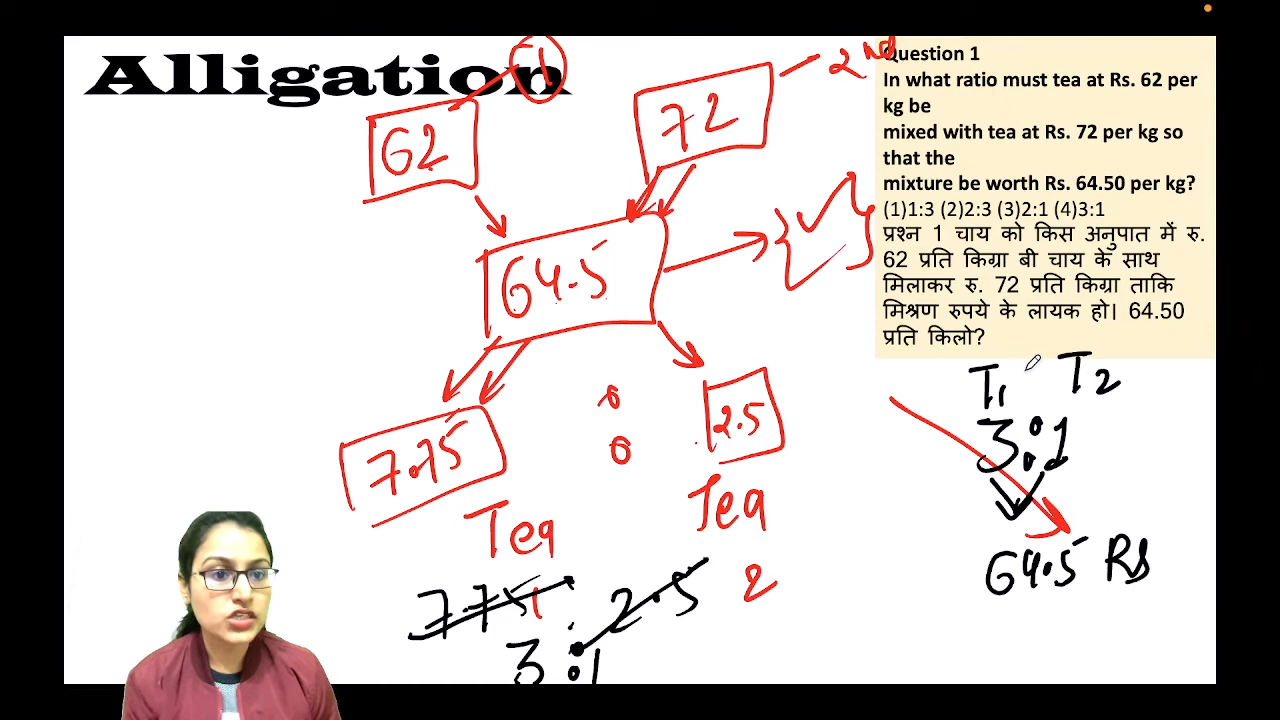 Alligation
1
2nd
62
72
64.5
7.75
:
2.5
Tea 1
Tea 2
7.75 : 2.5
3 : 1
Question 1
In what ratio must tea at Rs. 62 per
kg be
mixed with tea at Rs. 72 per kg so
that the
mixture be worth Rs. 64.50 per kg?
(1)1:3 (2)2:3 (3)2:1 (4)3:1
प्रश्न 1 चाय को किस अनुपात में रु.
62 प्रति किग्रा बी चाय के साथ
मिलाकर रु. 72 प्रति किग्रा ताकि
मिश्रण रुपये के लायक हो। 64.50
प्रति किलो?
T1 T2
3 : 1
64.5 Rs